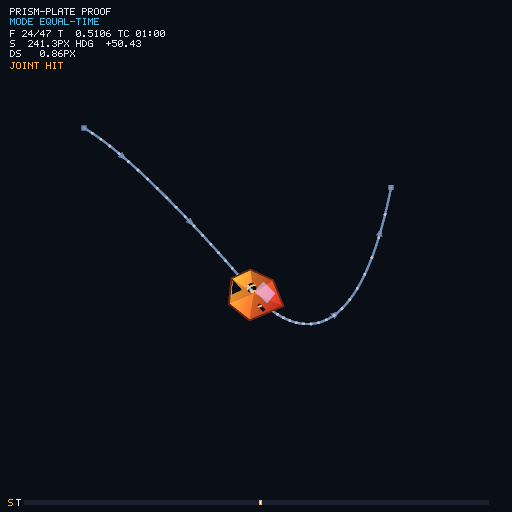 PRISM-PLATE PROOF
MODE EQUAL-TIME
F 24/47 T 0.5106 TC 01:00
S 241.3PX HDG +50.43
DS 0.86PX
JOINT HIT
ST